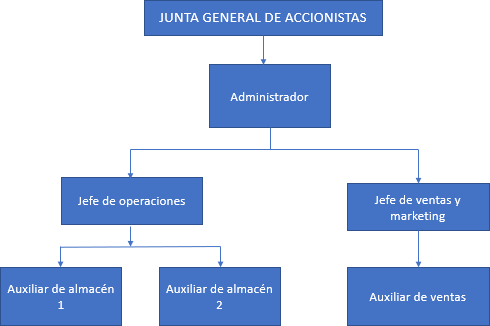 JUNTA GENERAL DE ACCIONISTAS
Administrador
Jefe de operaciones
Jefe de ventas y
marketing
Auxiliar de almacén
1
Auxiliar de almacén
2
Auxiliar de ventas